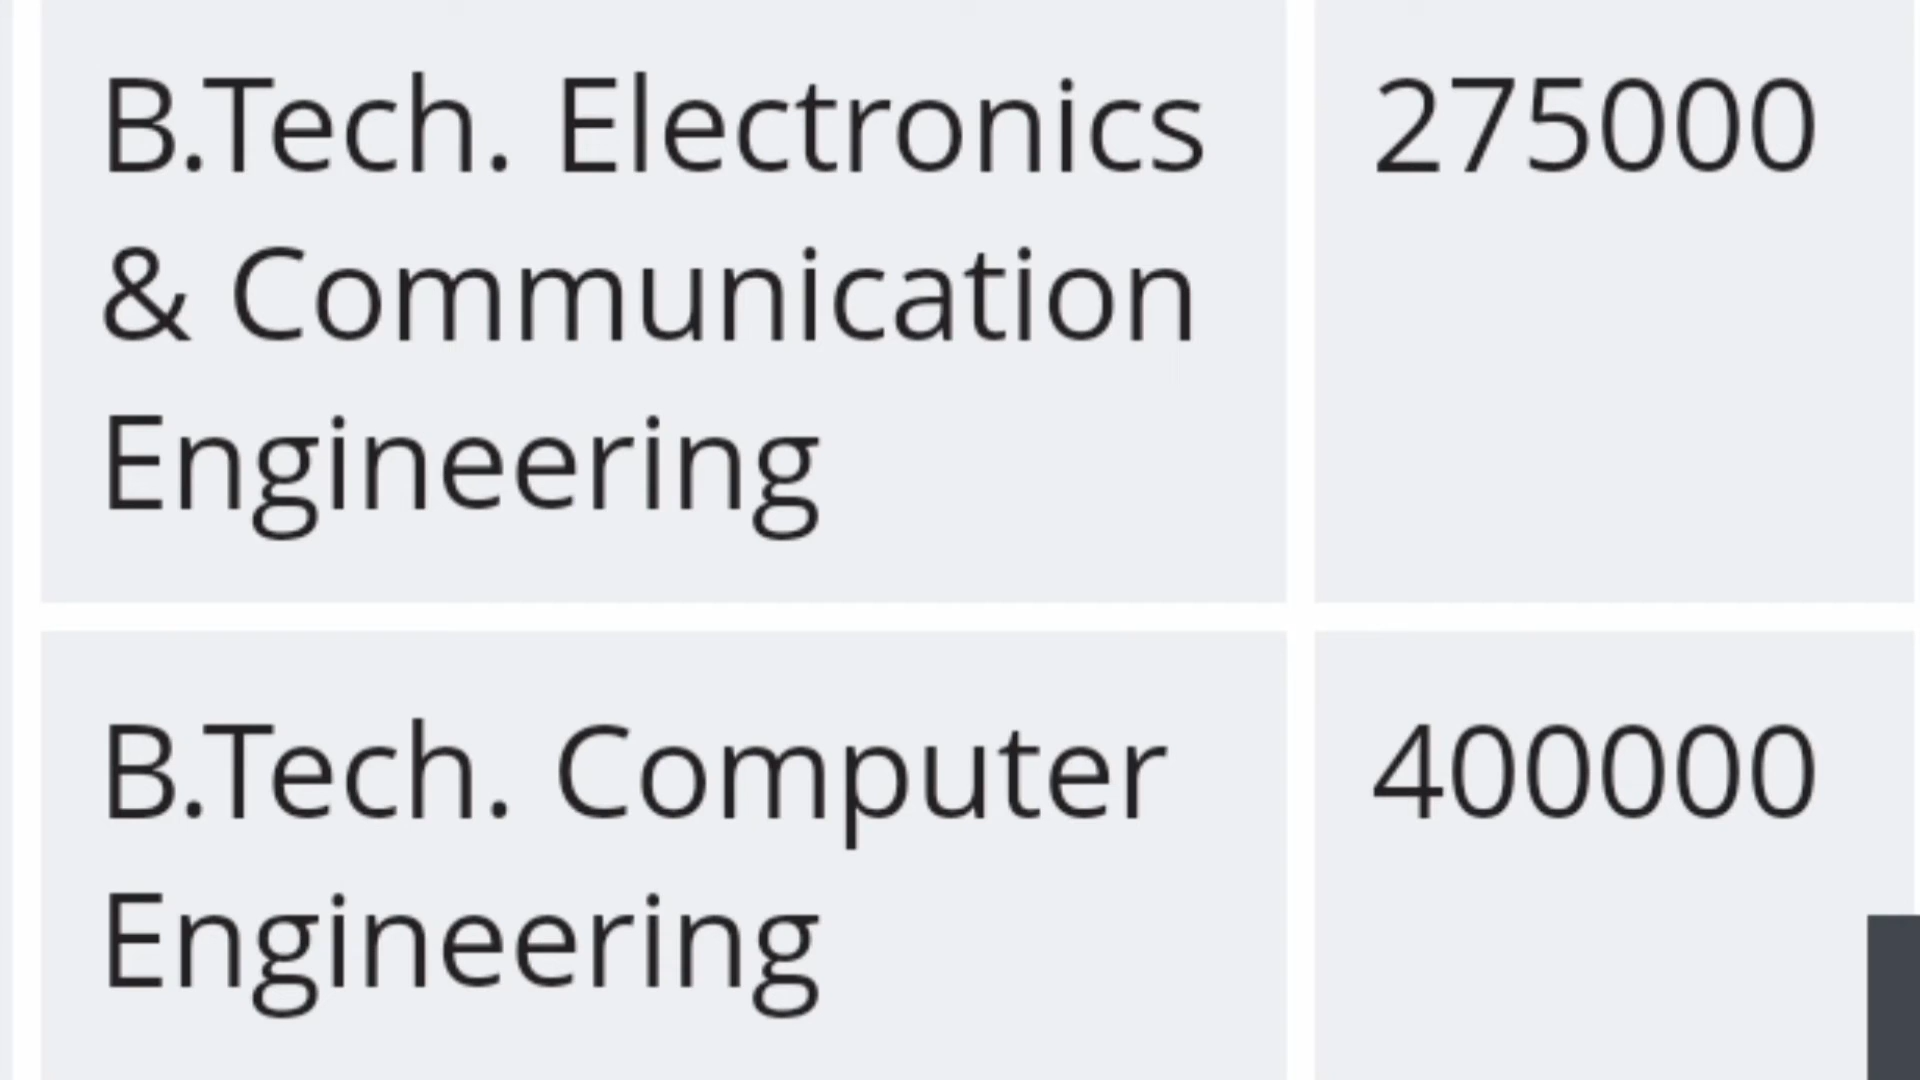 B.Tech. Electronics 275000
& Communication
Engineering
B.Tech. Computer 400000
Engineering